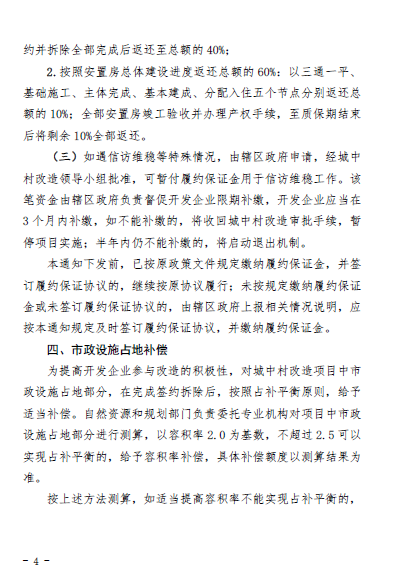 约并拆除全部完成后返还至总额的 40%；
2.按照安置房总体建设进度返还总额的 60%：以三通一平、
基础施工、主体完成、基本建成、分配入住五个节点分别返还总
额的 10%；全部安置房竣工验收并办理产权手续，至质保期结束
后将剩余 10%全部返还。
（三）如遇信访维稳等特殊情况，由辖区政府申请，经城中
村改造领导小组批准，可暂付履约保证金用于信访维稳工作。该
笔资金由辖区政府负责督促开发企业限期补缴，开发企业应当在
3 个月内补缴，如不能补缴的，将收回城中村改造审批手续，暂
停项目实施；半年内仍不能补缴的，将启动退出机制。
本通知下发前，已按原政策文件规定缴纳履约保证金，并签
订履约保证协议的，继续按原协议履行；未按规定缴纳履约保证
金或未签订履约保证协议的，由辖区政府上报相关情况说明，应
按本通知规定及时签订履约保证协议，并缴纳履约保证金。
四、市政设施占地补偿
为提高开发企业参与改造的积极性，对城中村改造项目中市
政设施占地部分，在完成签约拆除后，按照占补平衡原则，给予
适当补偿。自然资源和规划部门负责委托专业机构对项目中市政
设施占地部分进行测算，以容积率 2.0 为基数，不超过 2.5 可以
实现占补平衡的，给予容积率补偿，具体补偿额度以测算结果为
准。
按上述方法测算，如适当提高容积率不能实现占补平衡的，
- 4 -